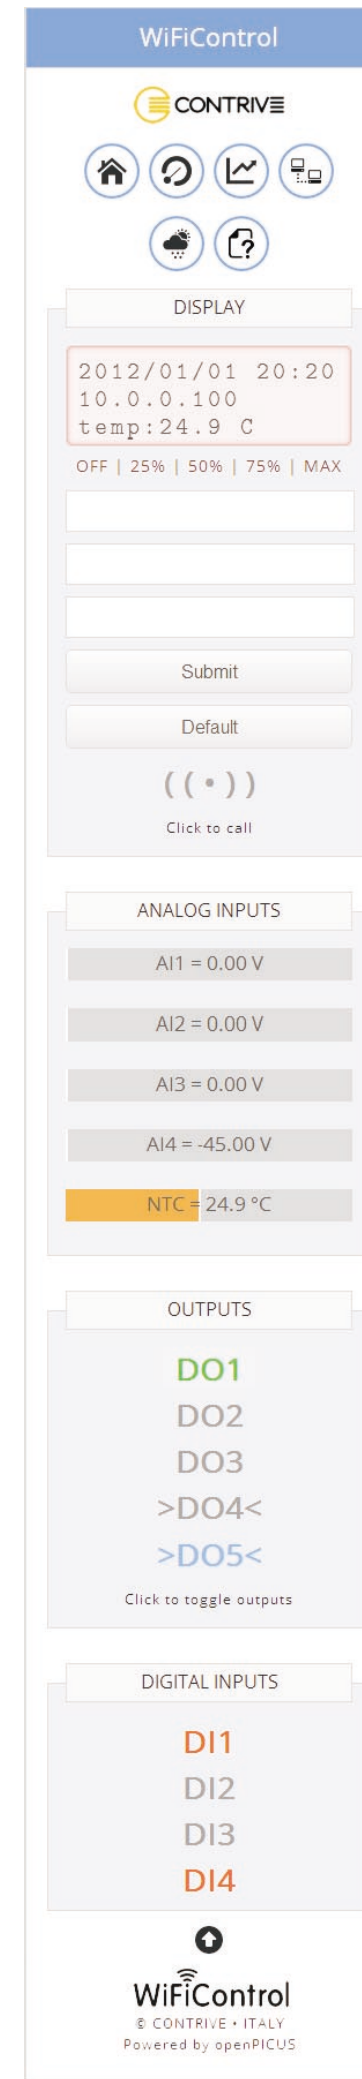 WiFiControl
CONTRIVE
DISPLAY
2012/01/01 20:20
10.0.0.100
temp:24.9 C
OFF | 25% | 50% | 75% | MAX
Submit
Default
((•))
Click to call
ANALOG INPUTS
AI1 = 0.00 V
AI2 = 0.00 V
AI3 = 0.00 V
AI4 = -45.00 V
NTC = 24.9 °C
OUTPUTS
DO1
DO2
DO3
>DO4<
>DO5<
Click to toggle outputs
DIGITAL INPUTS
DI1
DI2
DI3
DI4
WiFiControl
© CONTRIVE • ITALY
Powered by openPICUS